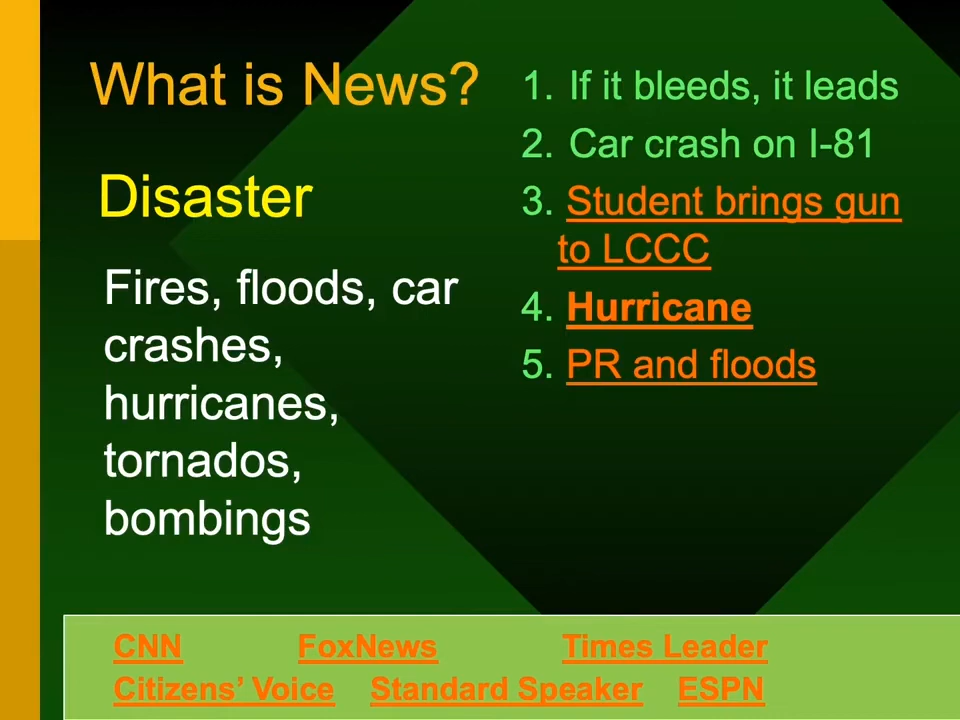 What is News?
Disaster
Fires, floods, car
crashes,
hurricanes,
tornados,
bombings
1. If it bleeds, it leads
2. Car crash on I-81
3. Student brings gun
to LCCC
4. Hurricane
5. PR and floods
CNN FoxNews Times Leader
Citizens’ Voice Standard Speaker ESPN